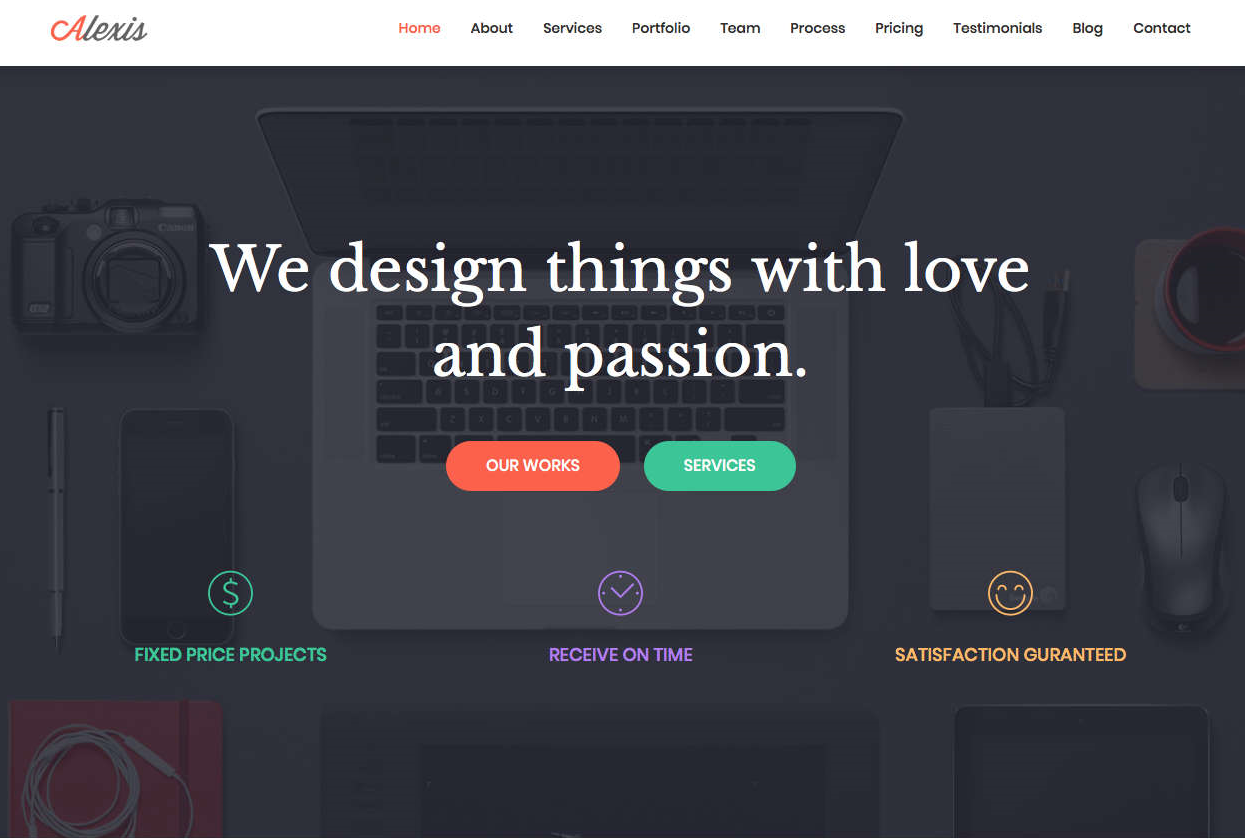 Alexis
Home About Services Portfolio Team Process Pricing Testimonials Blog Contact
Canon
We design things with love
and passion.
OUR WORKS SERVICES
FIXED PRICE PROJECTS RECEIVE ON TIME SATISFACTION GURANTEED